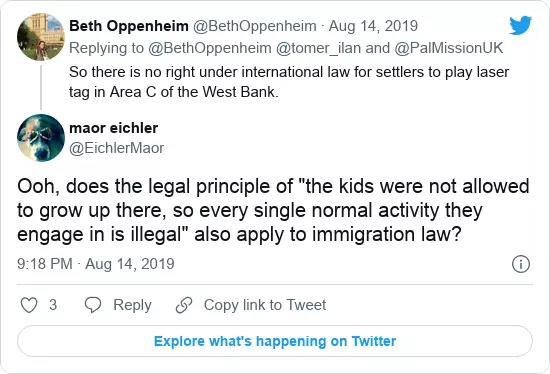 Beth Oppenheim @BethOppenheim · Aug 14, 2019
Replying to @BethOppenheim @tomer_ilan and @PalMissionUK
So there is no right under international law for settlers to play laser
tag in Area C of the West Bank.
maor eichler
@EichlerMaor
Ooh, does the legal principle of "the kids were not allowed
to grow up there, so every single normal activity they
engage in is illegal" also apply to immigration law?
9:18 PM · Aug 14, 2019
3 Reply Copy link to Tweet
Explore what's happening on Twitter